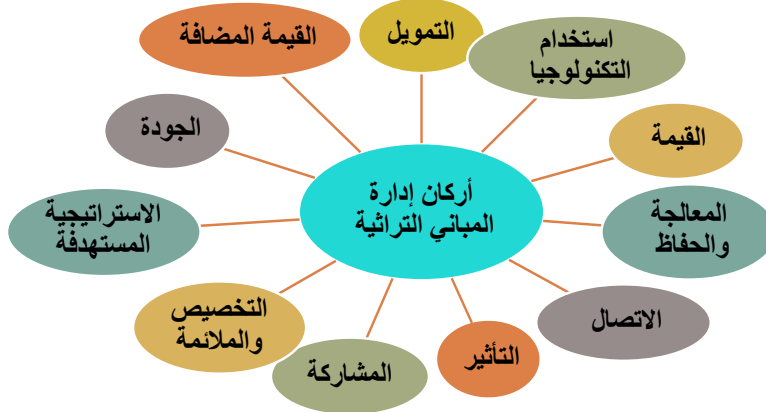 أركان إدارة
المباني التراثية
التمويل
استخدام
التكنولوجيا
القيمة
المعالجة
والحفاظ
الاتصال
التأثير
المشاركة
التخصيص
والملائمة
الاستراتيجية
المستهدفة
الجودة
القيمة المضافة